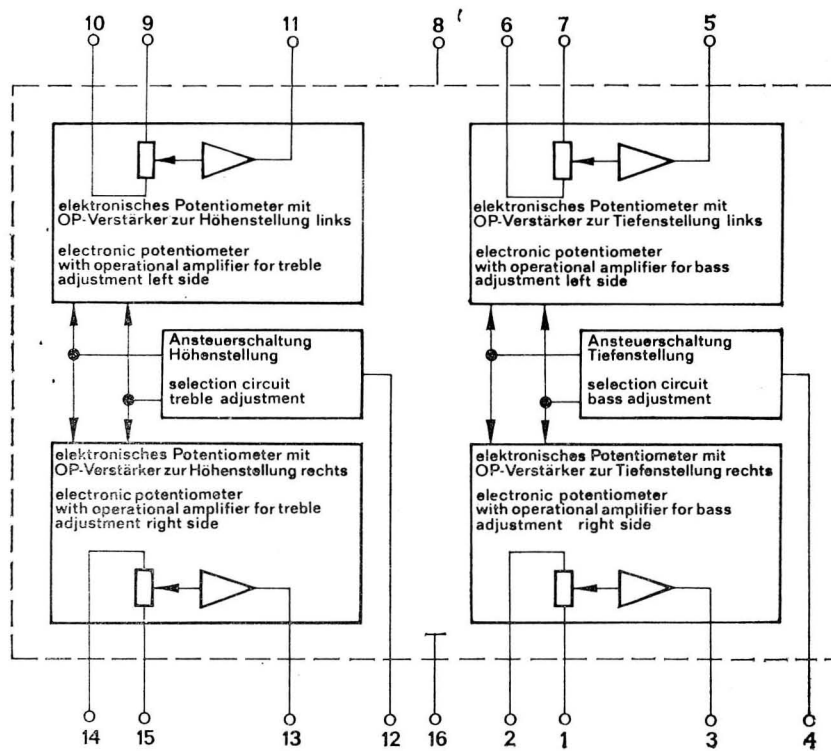 10 9 11 8 6 7 5
elektronisches Potentiometer mit
OP-Verstärker zur Höhenstellung links
electronic potentiometer
with operational amplifier for treble
adjustment left side
elektronisches Potentiometer mit
OP-Verstärker zur Tiefenstellung links
electronic potentiometer
with operational amplifier for bass
adjustment left side
Ansteuerschaltung
Höhenstellung
selection circuit
treble adjustment
Ansteuerschaltung
Tiefenstellung
selection circuit
bass adjustment
elektronisches Potentiometer mit
OP-Verstärker zur Höhenstellung rechts
electronic potentiometer
with operational amplifier for treble
adjustment right side
elektronisches Potentiometer mit
OP-Verstärker zur Tiefenstellung rechts
electronic potentiometer
with operational amplifier for bass
adjustment right side
14 15 13 12 16 2 1 3 4